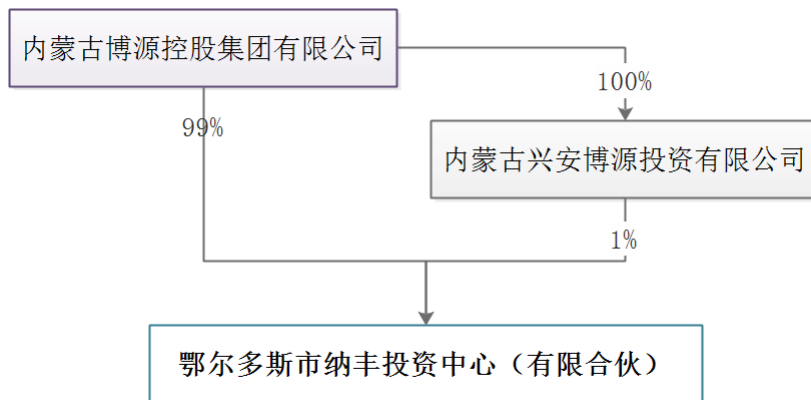 内蒙古博源控股集团有限公司
100%
99%
内蒙古兴安博源投资有限公司
1%
鄂尔多斯市纳丰投资中心（有限合伙）